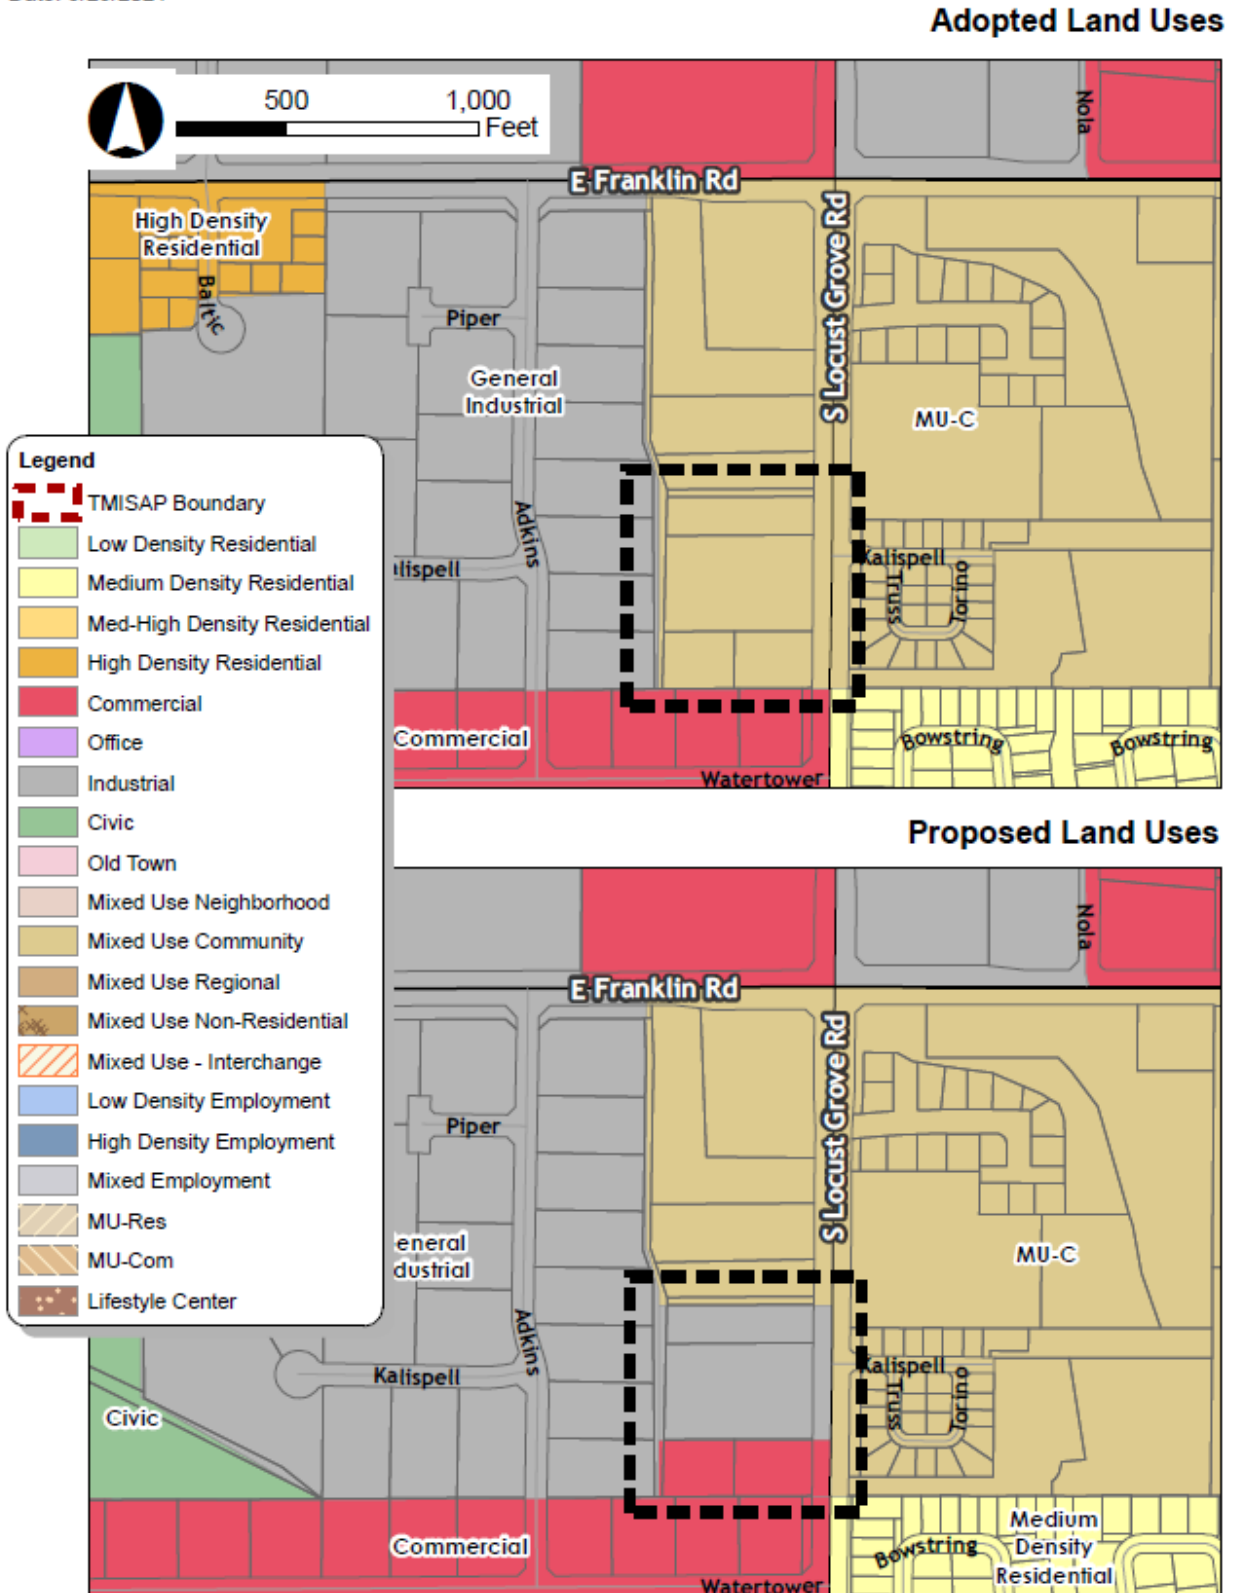 Adopted Land Uses
500
1,000
Feet
Nola
E Franklin Rd
High Density
Residential
Baltic
Piper
S Locust Grove Rd
General
Industrial
MU-C
Adkins
Kalispell
Truss
Torino
Commercial
Bowstring
Bowstring
Watertower
Legend
TMISAP Boundary
Low Density Residential
Medium Density Residential
Med-High Density Residential
High Density Residential
Commercial
Office
Industrial
Civic
Old Town
Mixed Use Neighborhood
Mixed Use Community
Mixed Use Regional
Mixed Use Non-Residential
Mixed Use - Interchange
Low Density Employment
High Density Employment
Mixed Employment
MU-Res
MU-Com
Lifestyle Center
Proposed Land Uses
Nola
E Franklin Rd
S Locust Grove Rd
Piper
eneral
dustrial
MU-C
Adkins
Kalispell
Kalispell
Truss
Torino
Civic
Commercial
Medium
Density
Residential
Bowstring
Watertower